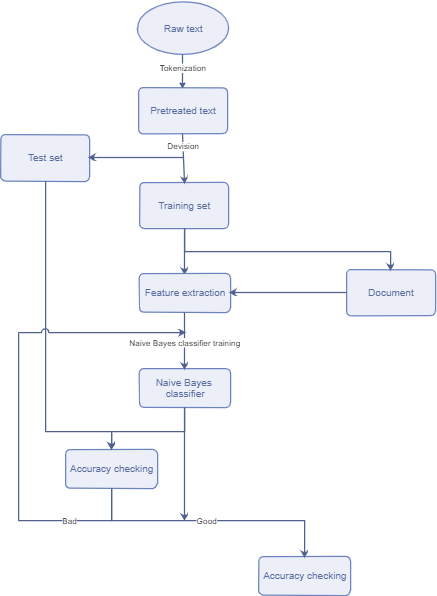 Raw text
Tokenization
Pretreated text
Devision
Test set
Training set
Feature extraction
Document
Naive Bayes classifier training
Naive Bayes
classifier
Accuracy checking
Bad
Good
Accuracy checking